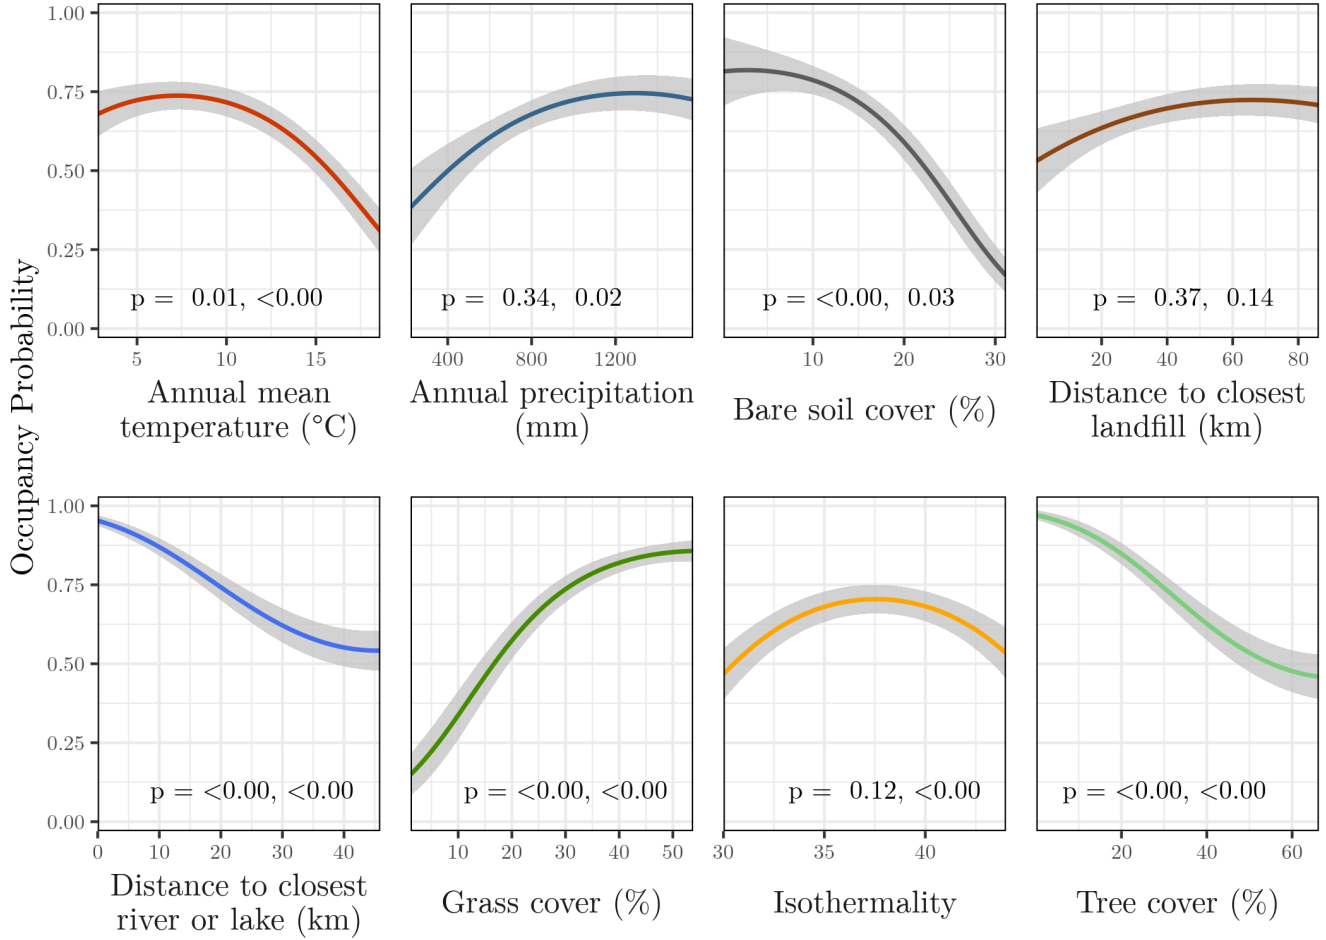 Occupancy Probability
1.00
0.75
0.50
0.25
0.00
p = 0.01, <0.00
5 10 15
Annual mean
temperature (°C)
p = 0.34, 0.02
400 800 1200
Annual precipitation
(mm)
p = <0.00, 0.03
10 20 30
Bare soil cover (%)
p = 0.37, 0.14
20 40 60 80
Distance to closest
landfill (km)
1.00
0.75
0.50
0.25
0.00
p = <0.00, <0.00
0 10 20 30 40
Distance to closest
river or lake (km)
p = <0.00, <0.00
10 20 30 40 50
Grass cover (%)
p = 0.12, <0.00
30 35 40
Isothermality
p = <0.00, <0.00
20 40 60
Tree cover (%)